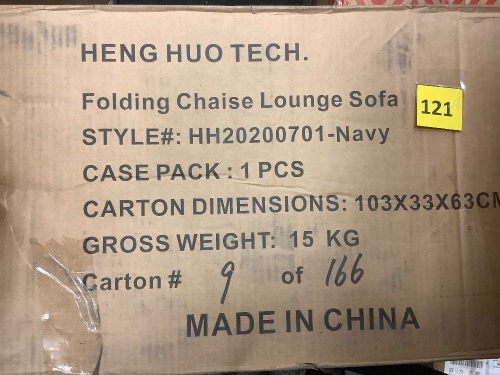 HENG HUO TECH.
Folding Chaise Lounge Sofa
121
STYLE#: HH20200701-Navy
CASE PACK : 1 PCS
CARTON DIMENSIONS: 103X33X63CM
GROSS WEIGHT: 15 KG
Carton # 9 of 166
MADE IN CHINA